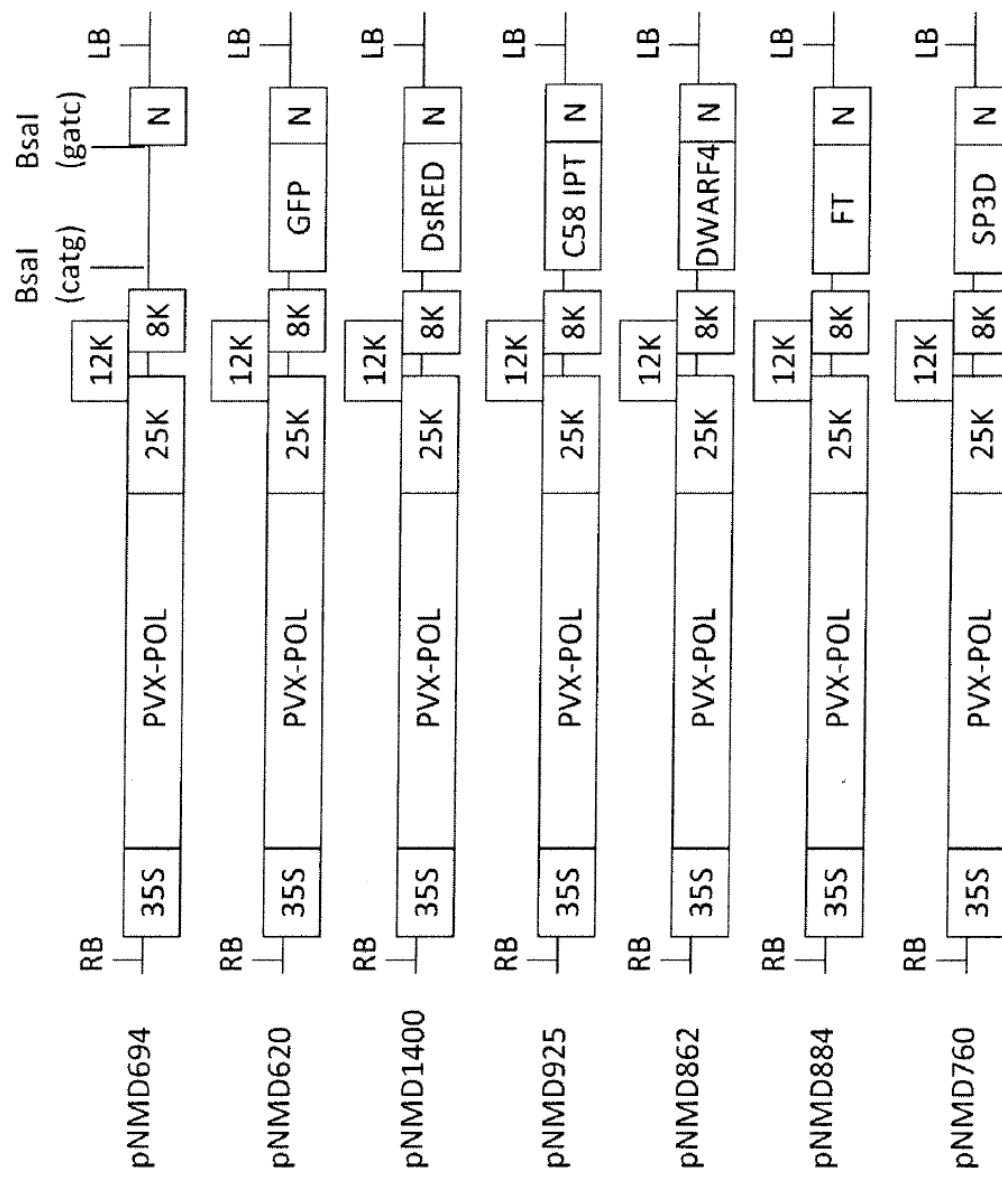 BsaI BsaI
(catg) (gatc)
RB 12K LB
pNMD694 35S PVX-POL 25K 8K N
RB 12K LB
pNMD620 35S PVX-POL 25K 8K GFP N
RB 12K LB
pNMD1400 35S PVX-POL 25K 8K DsRED N
RB 12K LB
pNMD925 35S PVX-POL 25K 8K C58 IPT N
RB 12K LB
pNMD862 35S PVX-POL 25K 8K DWARF4 N
RB 12K LB
pNMD884 35S PVX-POL 25K 8K FT N
RB 12K LB
pNMD760 35S PVX-POL 25K 8K SP3D N